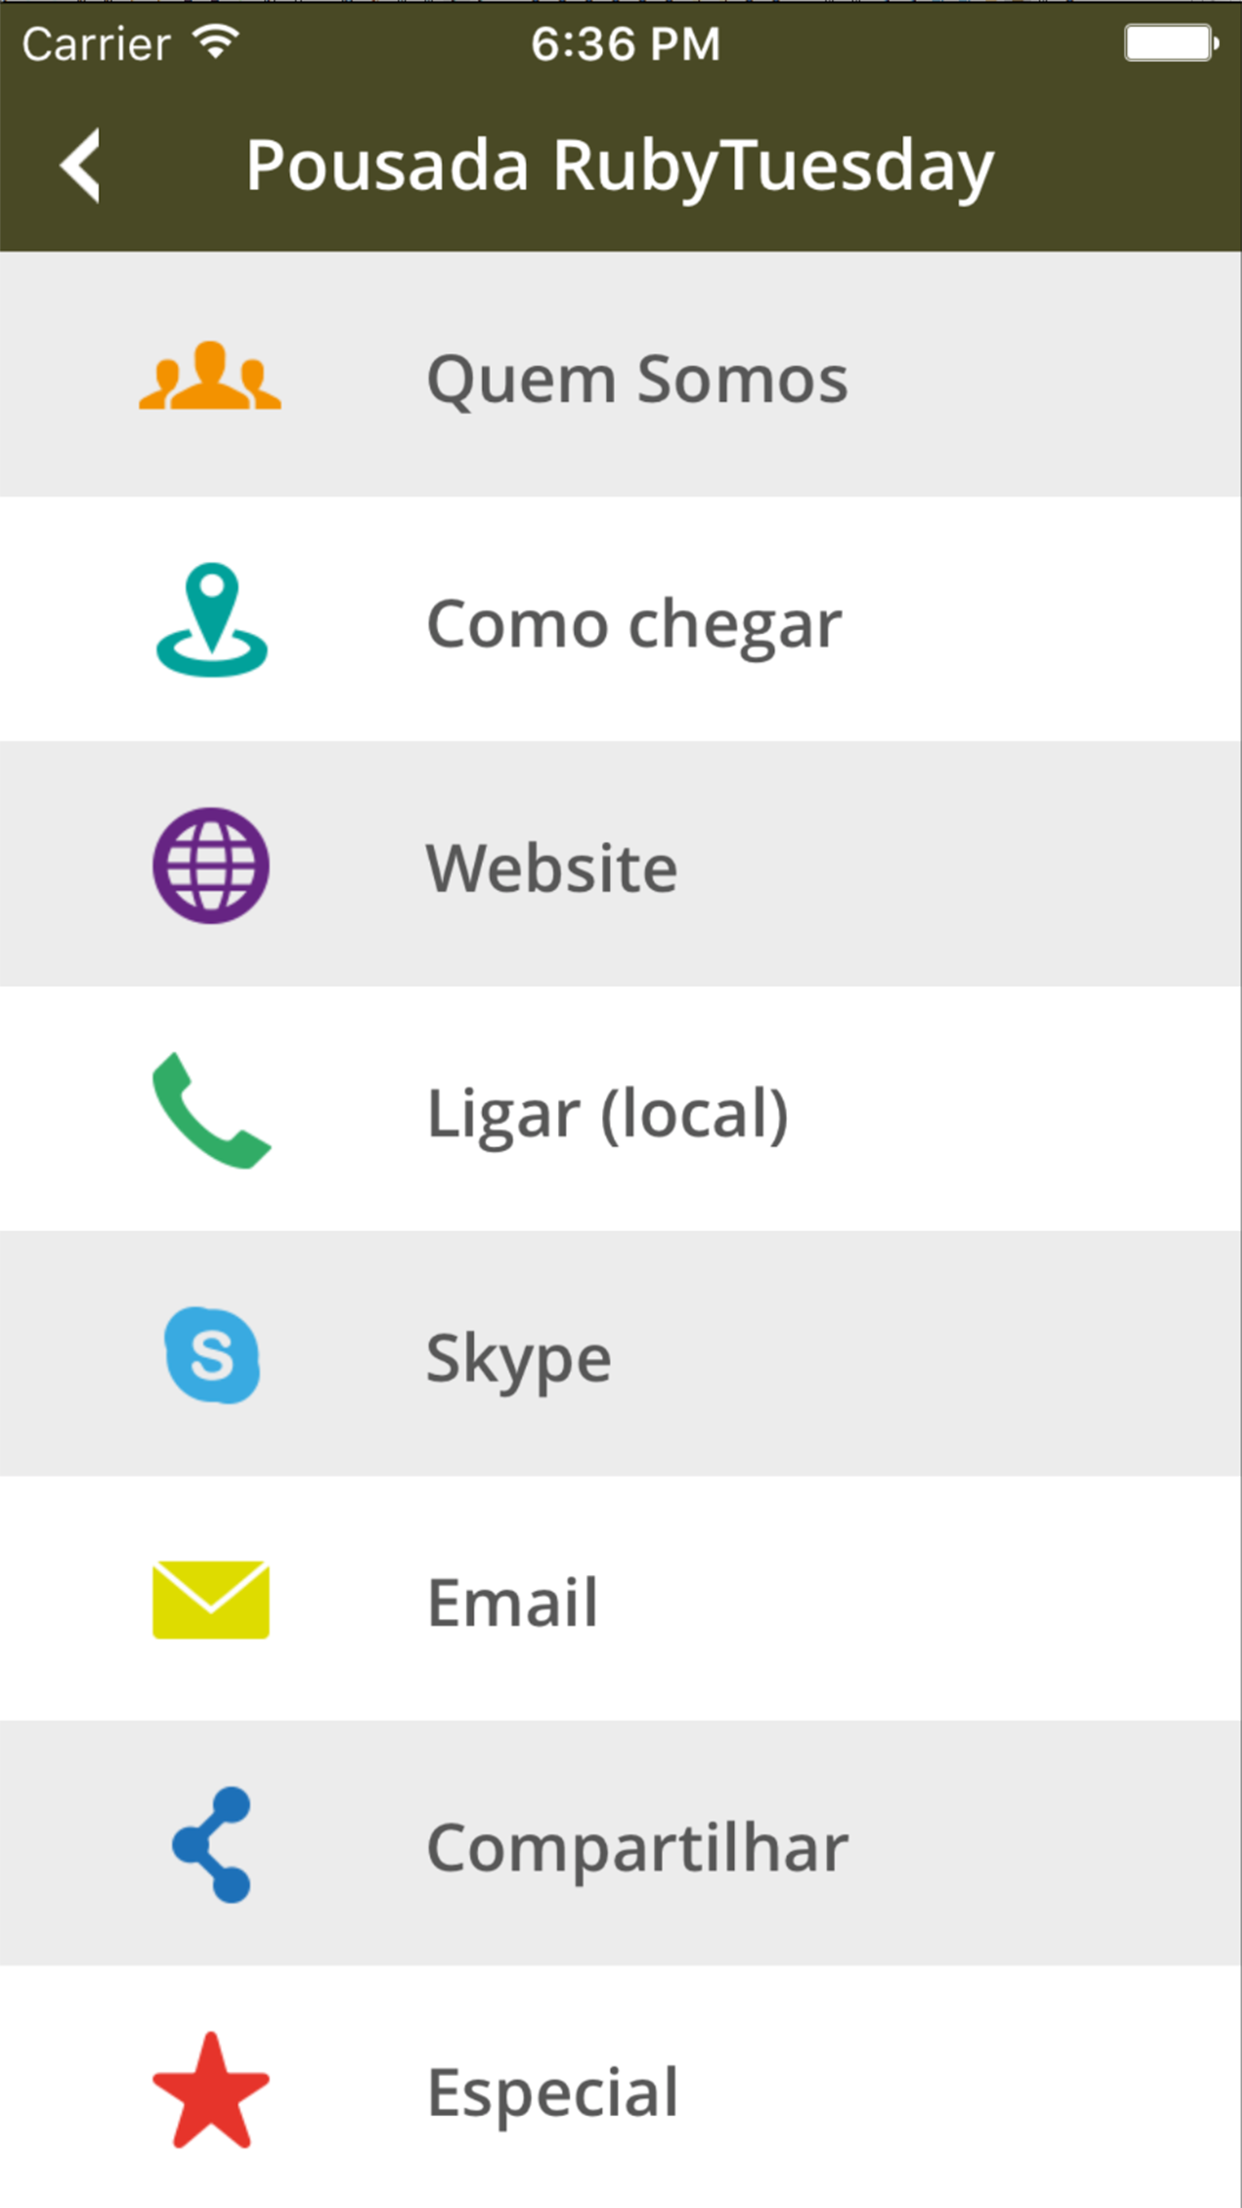 Carrier 6:36 PM
Pousada RubyTuesday
Quem Somos
Como chegar
Website
Ligar (local)
Skype
Email
Compartilhar
Especial